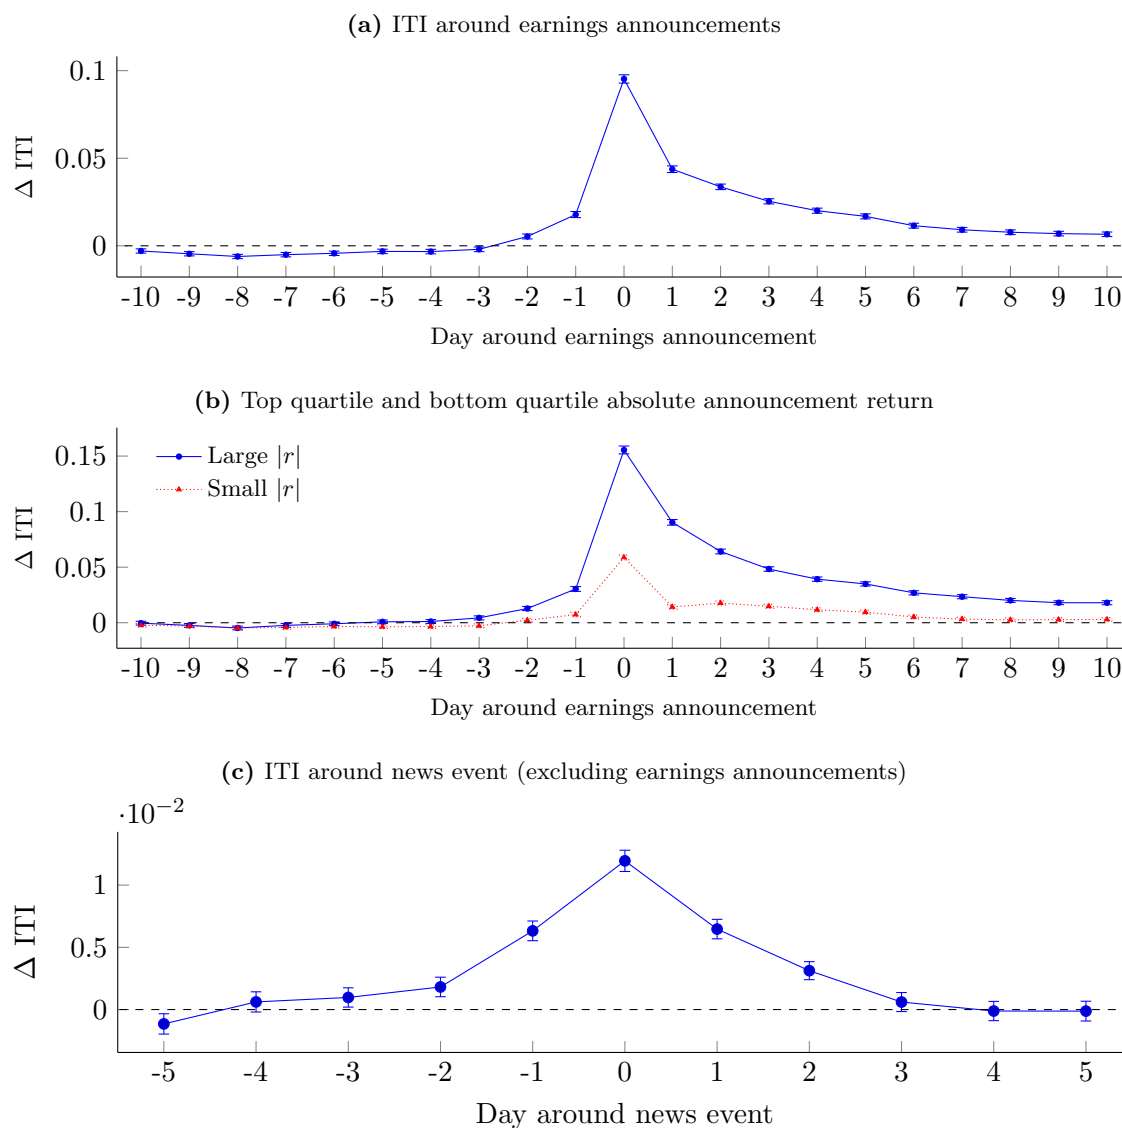 (a) ITI around earnings announcements
0.1
0.05
0
Δ ITI
-10 -9 -8 -7 -6 -5 -4 -3 -2 -1 0 1 2 3 4 5 6 7 8 9 10
Day around earnings announcement
(b) Top quartile and bottom quartile absolute announcement return
0.15
0.1
0.05
0
Δ ITI
Large |r|
Small |r|
-10 -9 -8 -7 -6 -5 -4 -3 -2 -1 0 1 2 3 4 5 6 7 8 9 10
Day around earnings announcement
(c) ITI around news event (excluding earnings announcements)
·10⁻²
1
0.5
0
Δ ITI
-5 -4 -3 -2 -1 0 1 2 3 4 5
Day around news event